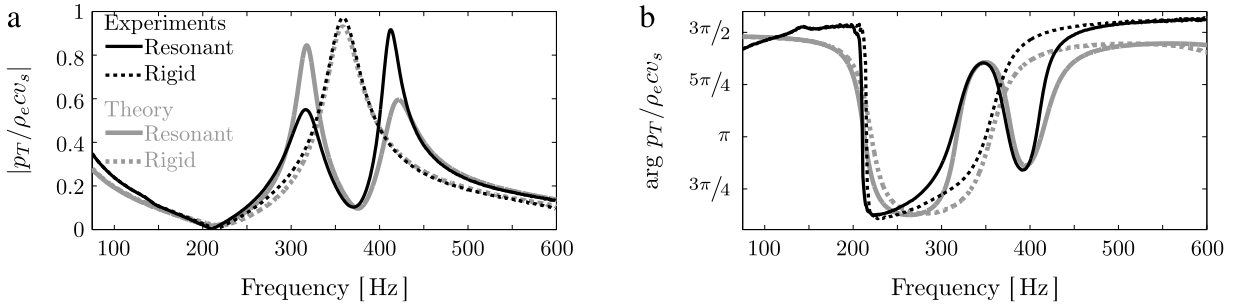 a
|p_T/ρ_e cv_s|
1
0.8
0.6
0.4
0.2
0
Experiments
Resonant
Rigid
Theory
Resonant
Rigid
100 200 300 400 500 600
Frequency [Hz]
b
arg p_T/ρ_e cv_s
3π/2
5π/4
π
3π/4
100 200 300 400 500 600
Frequency [Hz]